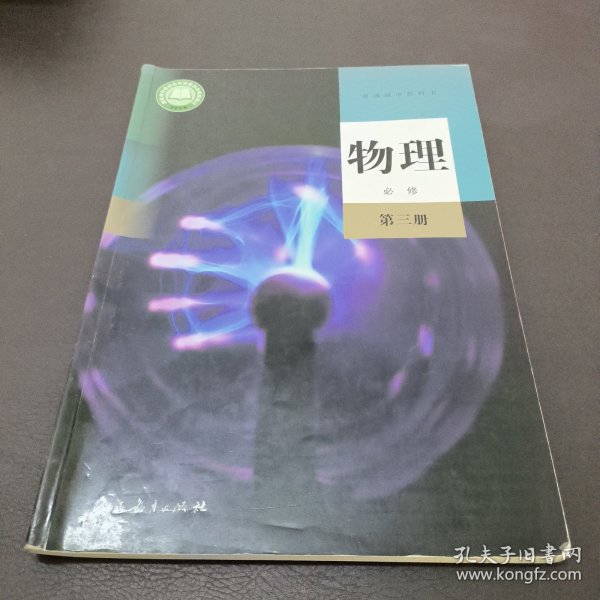 普通高中教科书
物理
必修
第三册
人民教育出版社
孔夫子旧书网
www.kongfz.com